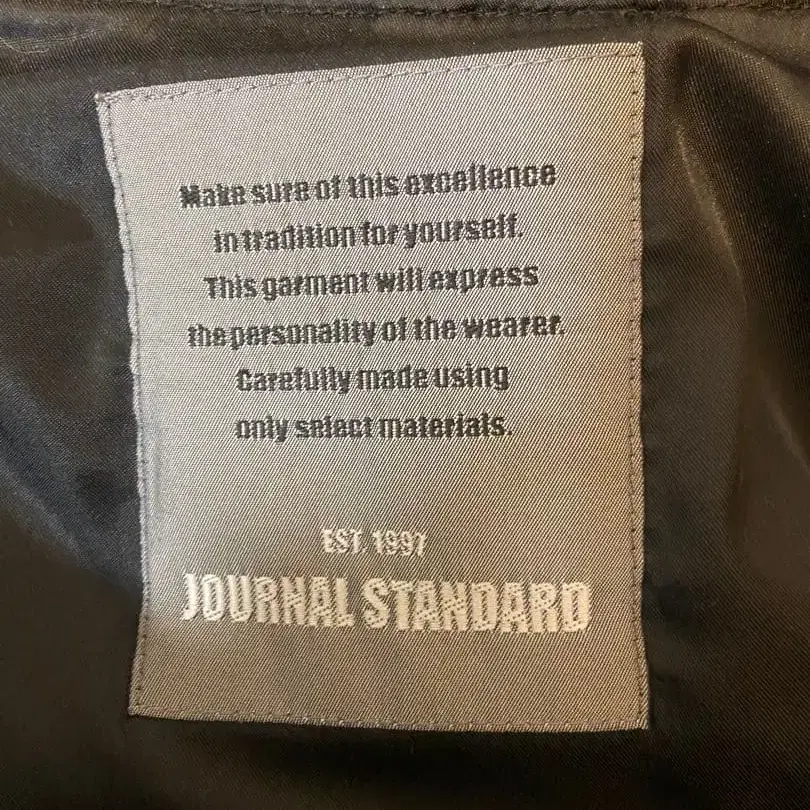 Make sure of this excellence
in tradition for yourself.
This garment will express
the personality of the wearer.
Carefully made using
only select materials.
EST. 1997
JOURNAL STANDARD